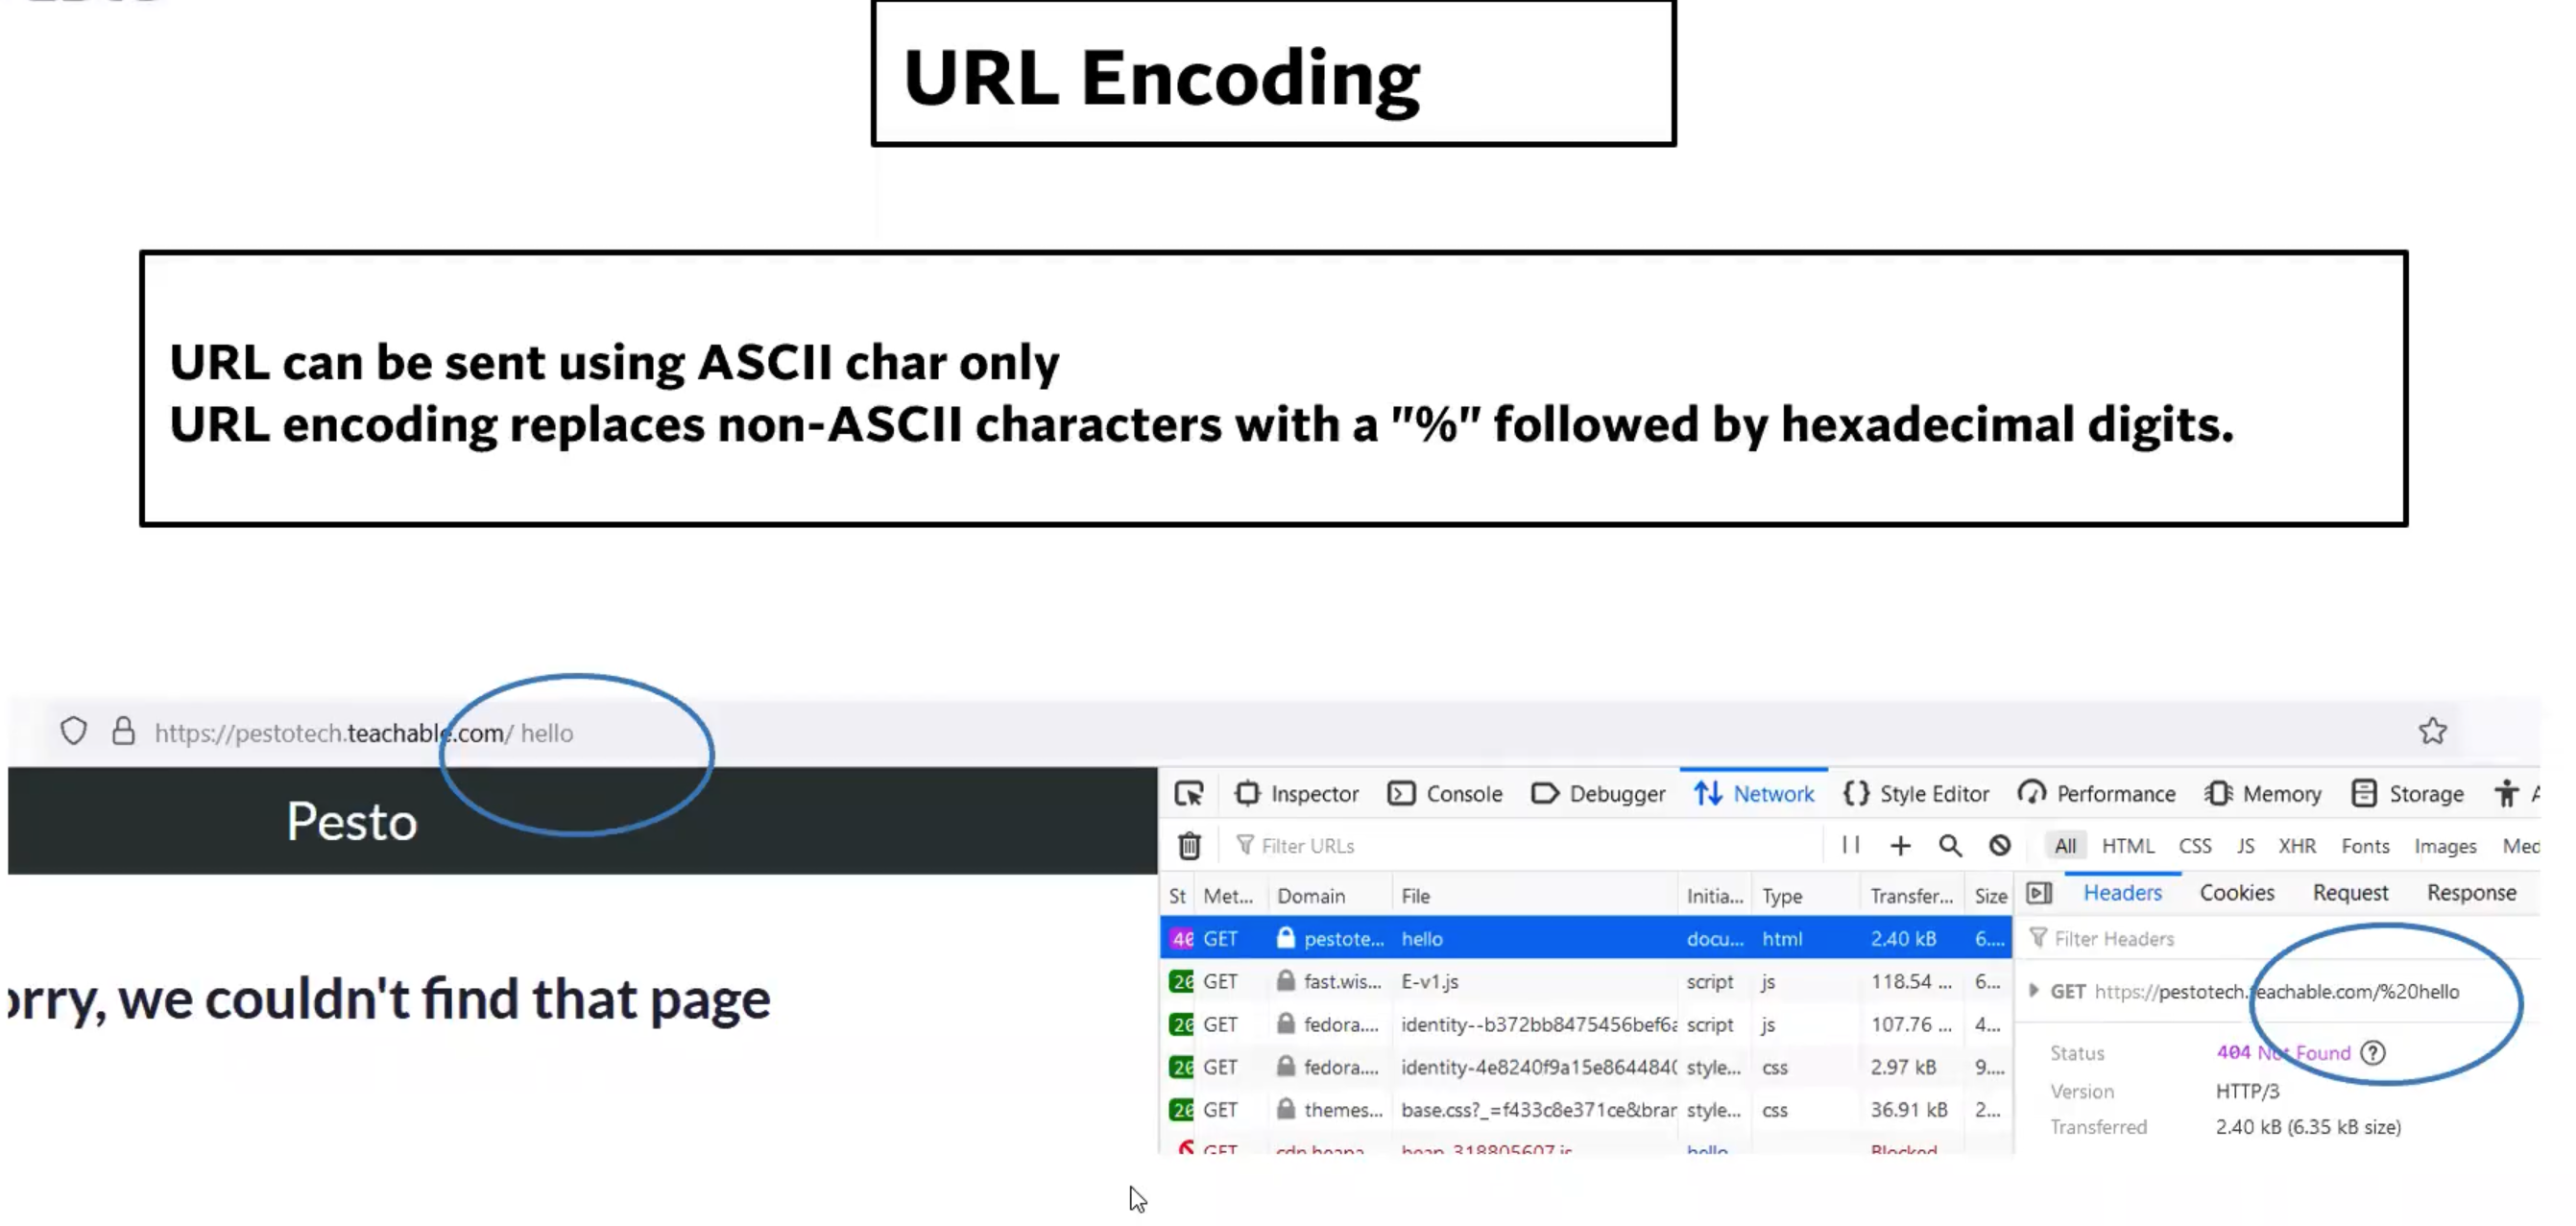 URL Encoding
URL can be sent using ASCII char only
URL encoding replaces non-ASCII characters with a "%" followed by hexadecimal digits.
https://pestotech.teachable.com/ hello
Pesto
orry, we couldn't find that page
Inspector Console Debugger Network Style Editor Performance Memory Storage A
Filter URLs
All HTML CSS JS XHR Fonts Images Med
St Met... Domain File Initia... Type Transfer... Size
40 GET pestote... hello docu... html 2.40 kB 6....
20 GET fast.wis... E-v1.js script js 118.54 ... 6...
20 GET fedora.... identity--b372bb8475456bef6a script js 107.76 ... 4...
20 GET fedora.... identity-4e8240f9a15e8644840 style... css 2.97 kB 9....
20 GET themes... base.css?_=f433c8e371ce&brar style... css 36.91 kB 2...
GET cdn.heapa heap-318805607.js hello Blocked
Headers Cookies Request Response
Filter Headers
GET https://pestotech.teachable.com/%20hello
Status 404 Not Found
Version HTTP/3
Transferred 2.40 kB (6.35 kB size)